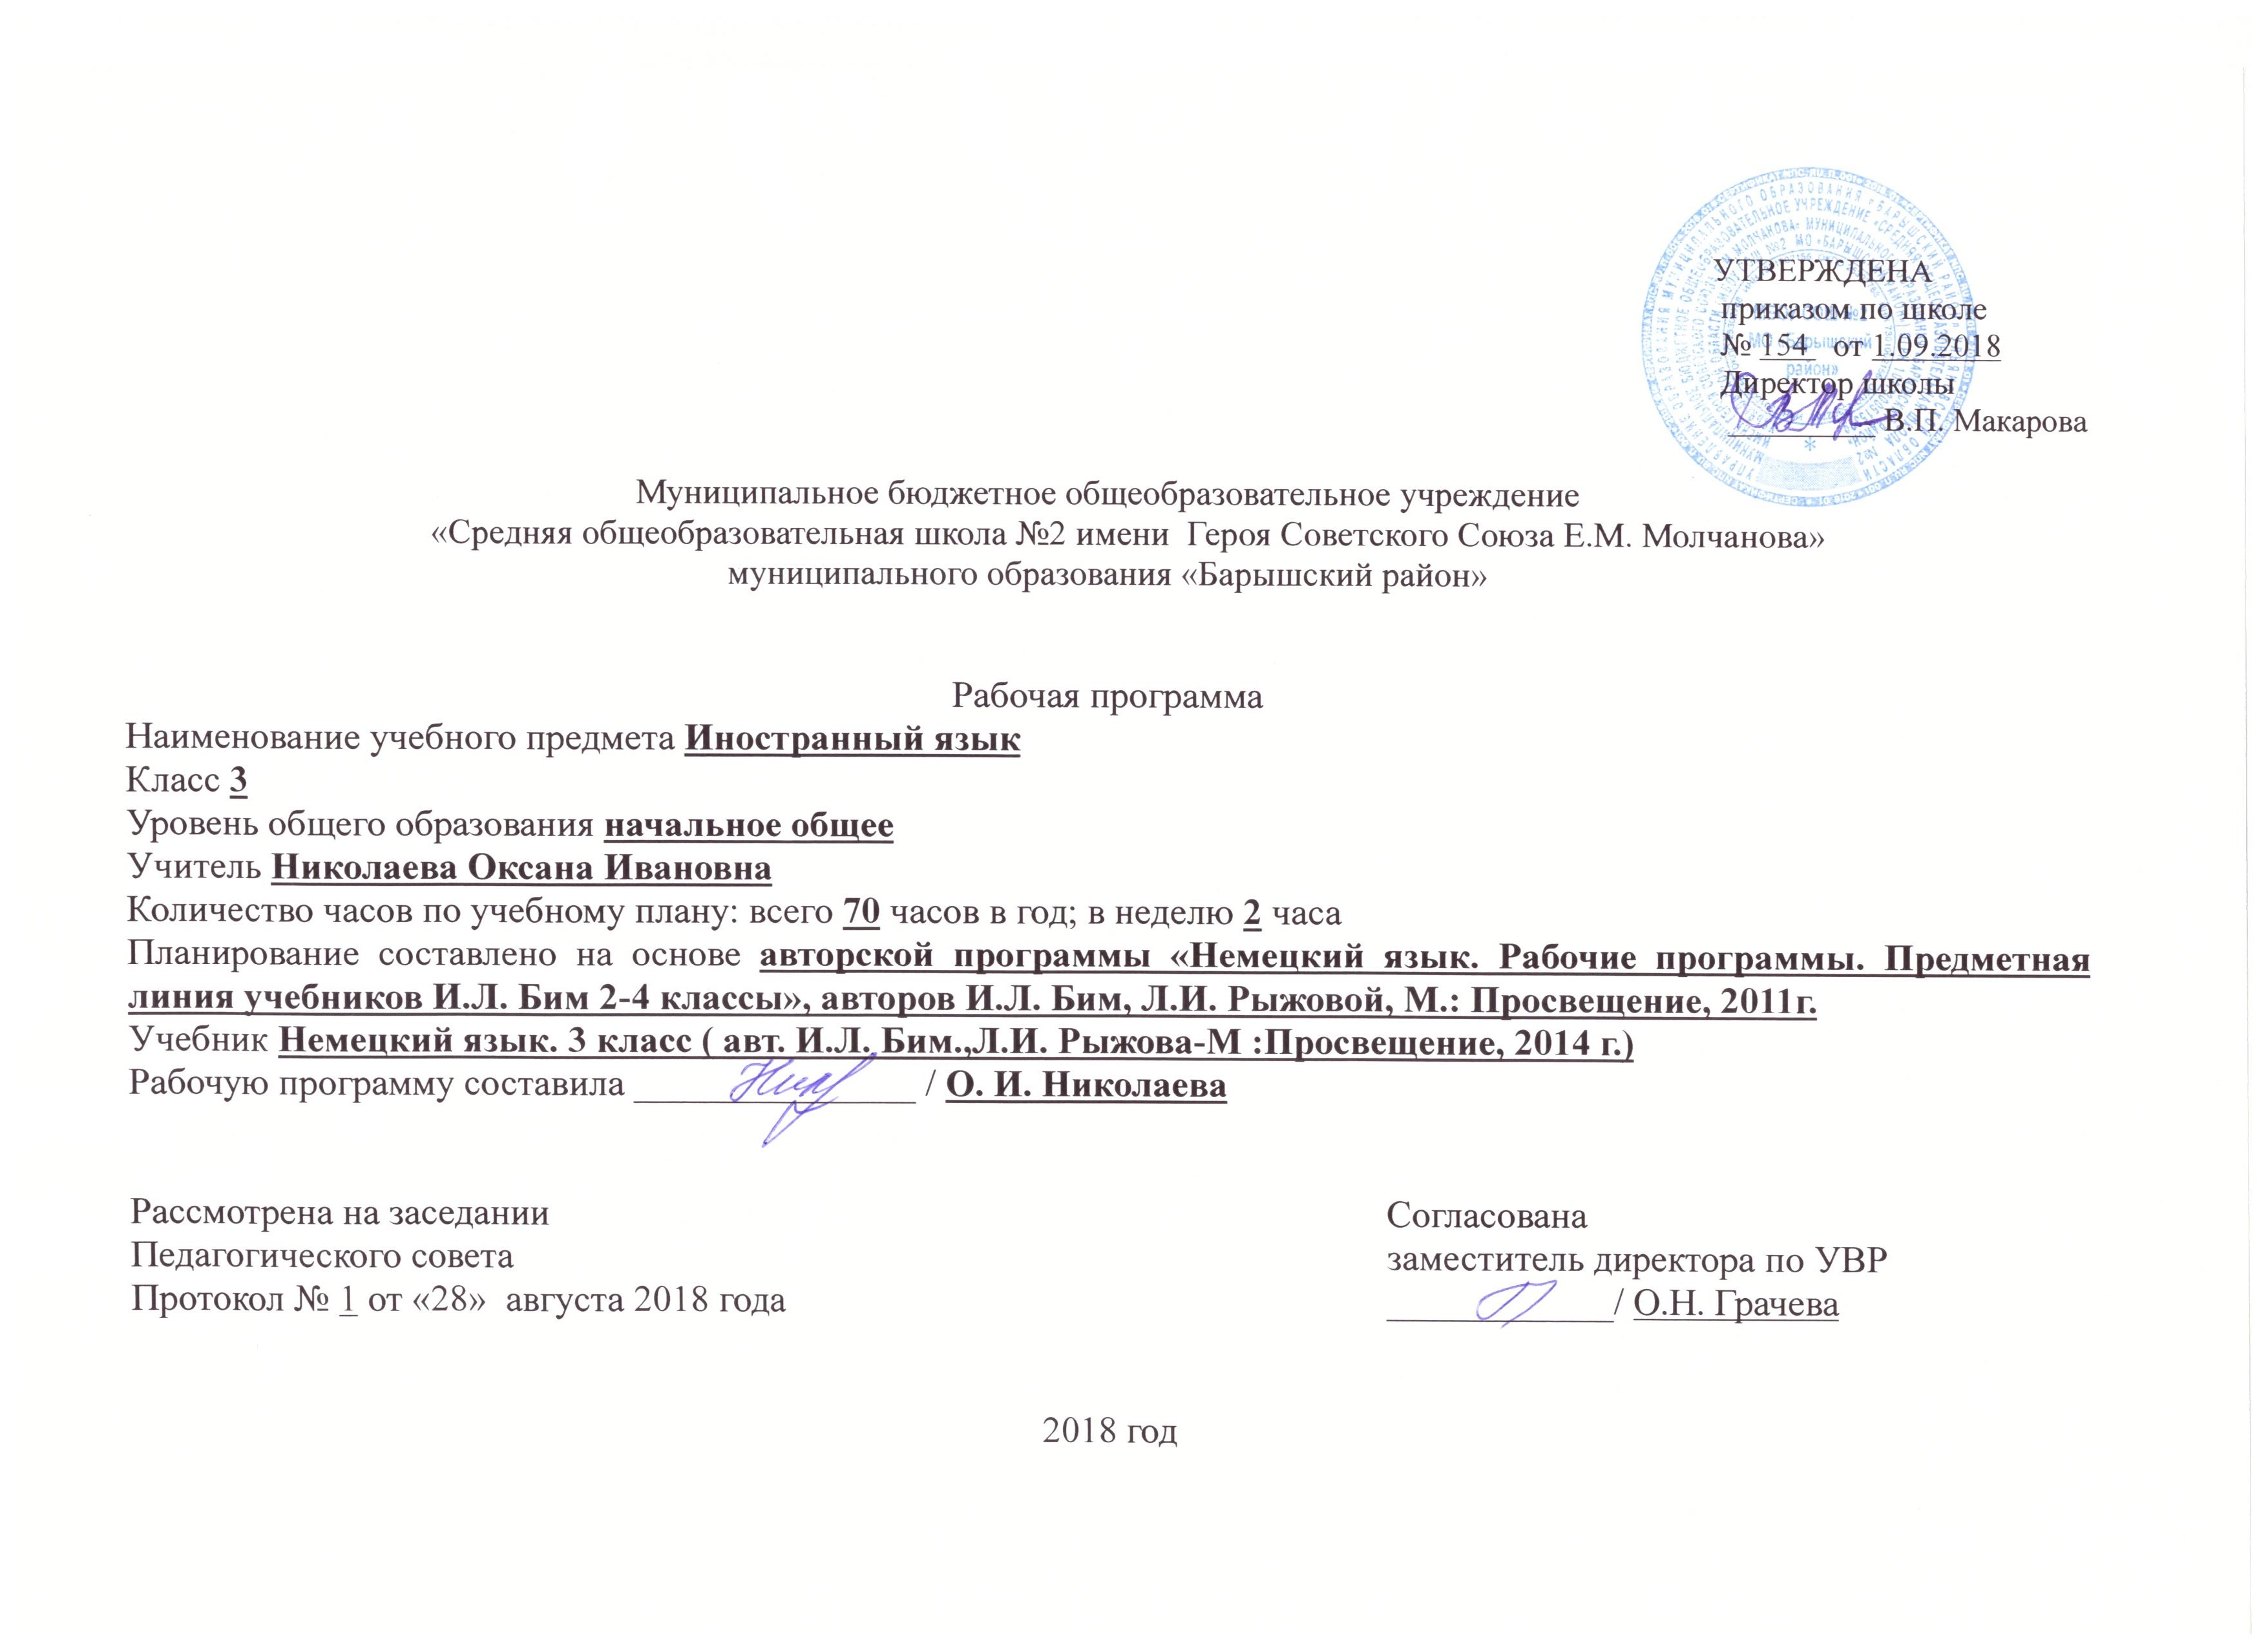 УТВЕРЖДЕНА
приказом по школе
№ 154 от 1.09.2018
Директор школы
__________ В.П. Макарова
МО «Барышский
район»
Муниципальное бюджетное общеобразовательное учреждение
«Средняя общеобразовательная школа №2 имени Героя Советского Союза Е.М. Молчанова»
муниципального образования «Барышский район»
Рабочая программа
Наименование учебного предмета Иностранный язык
Класс 3
Уровень общего образования начальное общее
Учитель Николаева Оксана Ивановна
Количество часов по учебному плану: всего 70 часов в год; в неделю 2 часа
Планирование составлено на основе авторской программы «Немецкий язык. Рабочие программы. Предметная
линия учебников И.Л. Бим 2-4 классы», авторов И.Л. Бим, Л.И. Рыжовой, М.: Просвещение, 2011г.
Учебник Немецкий язык. 3 класс ( авт. И.Л. Бим.,Л.И. Рыжова-М :Просвещение, 2014 г.)
Рабочую программу составила _______________ / О. И. Николаева
Рассмотрена на заседании
Педагогического совета
Протокол № 1 от «28» августа 2018 года
Согласована
заместитель директора по УВР
____________/ О.Н. Грачева
2018 год